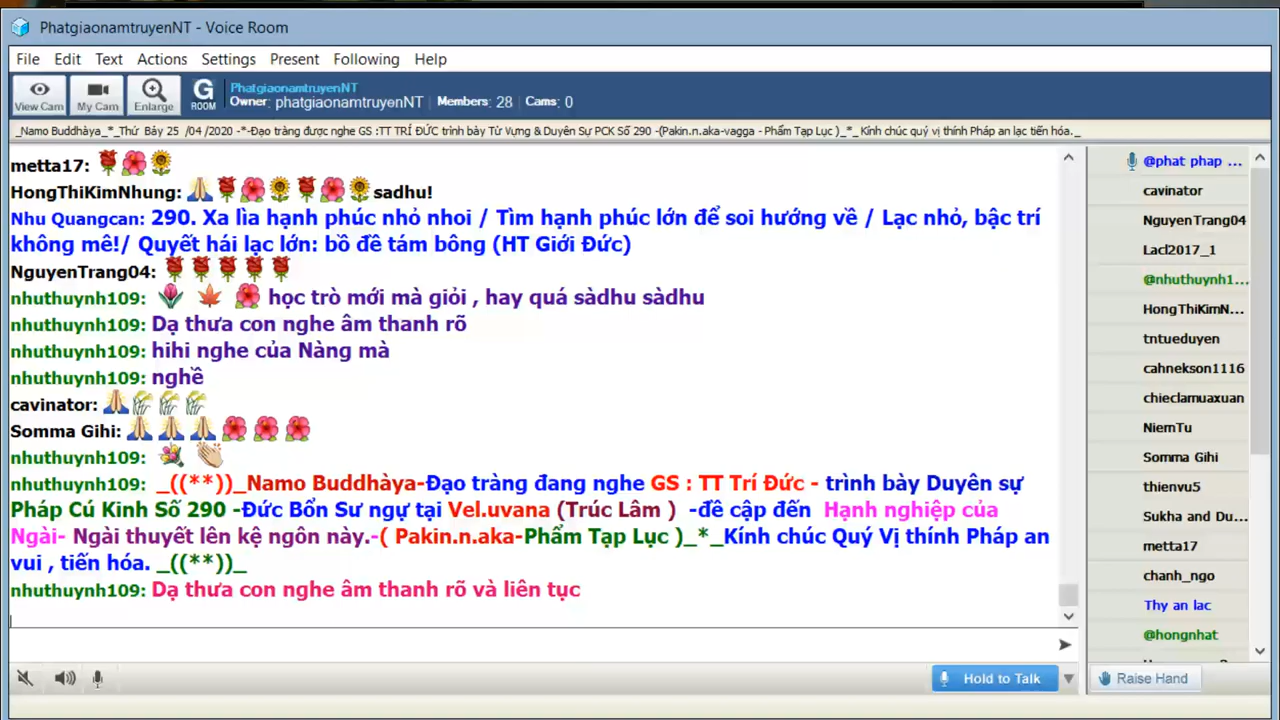 PhatgiaonamtruyenNT - Voice Room
File Edit Text Actions Settings Present Following Help
View Cam My Cam Enlarge G ROOM
PhatgiaonamtruyenNT
Owner: phatgiaonamtruyenNT Members: 28 Cams: 0
_Namo Buddhàya_*_Thứ Bảy 25 /04 /2020 -*-Đạo tràng được nghe GS :TT TRÍ ĐỨC trình bày Từ Vựng & Duyên Sự PCK Số 290 -(Pakin.n.aka-vagga - Phẩm Tạp Lục )_*_ Kính chúc quý vị thính Pháp an lạc tiến hóa._
metta17:
HongThiKimNhung: sadhu!
Nhu Quangcan: 290. Xa lìa hạnh phúc nhỏ nhoi / Tìm hạnh phúc lớn để soi hướng về / Lạc nhỏ, bậc trí
không mê!/ Quyết hái lạc lớn: bồ đề tám bông (HT Giới Đức)
NguyenTrang04:
nhuthuynh109: học trò mới mà giỏi , hay quá sàdhu sàdhu
nhuthuynh109: Dạ thưa con nghe âm thanh rõ
nhuthuynh109: hihi nghe của Nàng mà
nhuthuynh109: nghề
cavinator:
Somma Gihi:
nhuthuynh109:
nhuthuynh109: _((**))_Namo Buddhàya-Đạo tràng đang nghe GS : TT Trí Đức - trình bày Duyên sự
Pháp Cú Kinh Số 290 -Đức Bổn Sư ngự tại Vel.uvana (Trúc Lâm ) -đề cập đến Hạnh nghiệp của
Ngài- Ngài thuyết lên kệ ngôn này.-( Pakin.n.aka-Phẩm Tạp Lục )_*_Kính chúc Quý Vị thính Pháp an
vui , tiến hóa. _((**))_
nhuthuynh109: Dạ thưa con nghe âm thanh rõ và liên tục
@phat phap ...
cavinator
NguyenTrang04
Lacl2017_1
@nhuthuynh1...
HongThiKimN...
tntueduyen
cahnekson1116
chieclamuaxuan
NiemTu
Somma Gihi
thienvu5
Sukha and Du...
metta17
chanh_ngo
Thy an lac
@hongnhat
Hold to Talk
Raise Hand